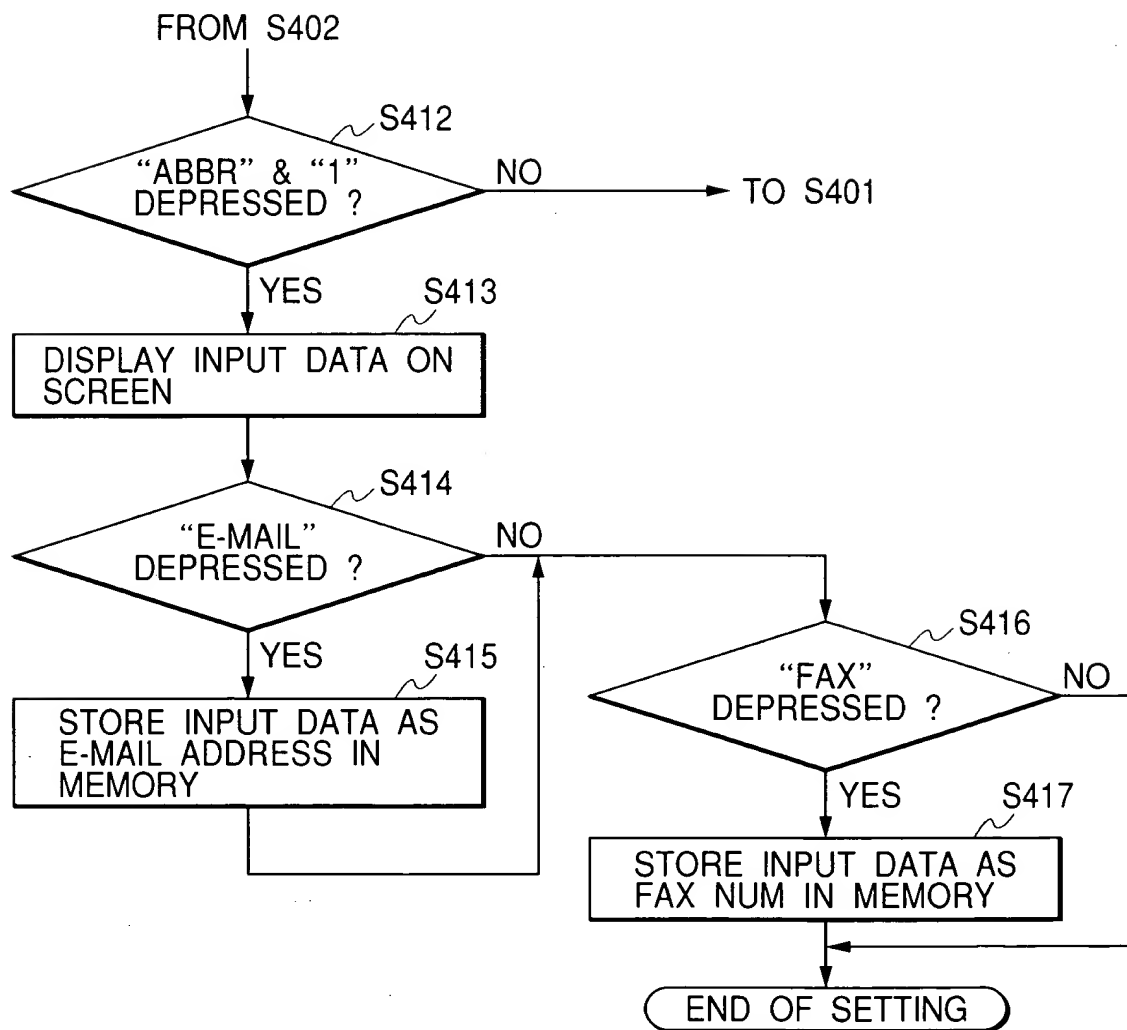 FROM S402
S412
“ABBR” & “1”
DEPRESSED ?
NO
TO S401
YES
S413
DISPLAY INPUT DATA ON
SCREEN
S414
“E-MAIL”
DEPRESSED ?
NO
YES
S415
STORE INPUT DATA AS
E-MAIL ADDRESS IN
MEMORY
S416
“FAX”
DEPRESSED ?
NO
YES
S417
STORE INPUT DATA AS
FAX NUM IN MEMORY
END OF SETTING